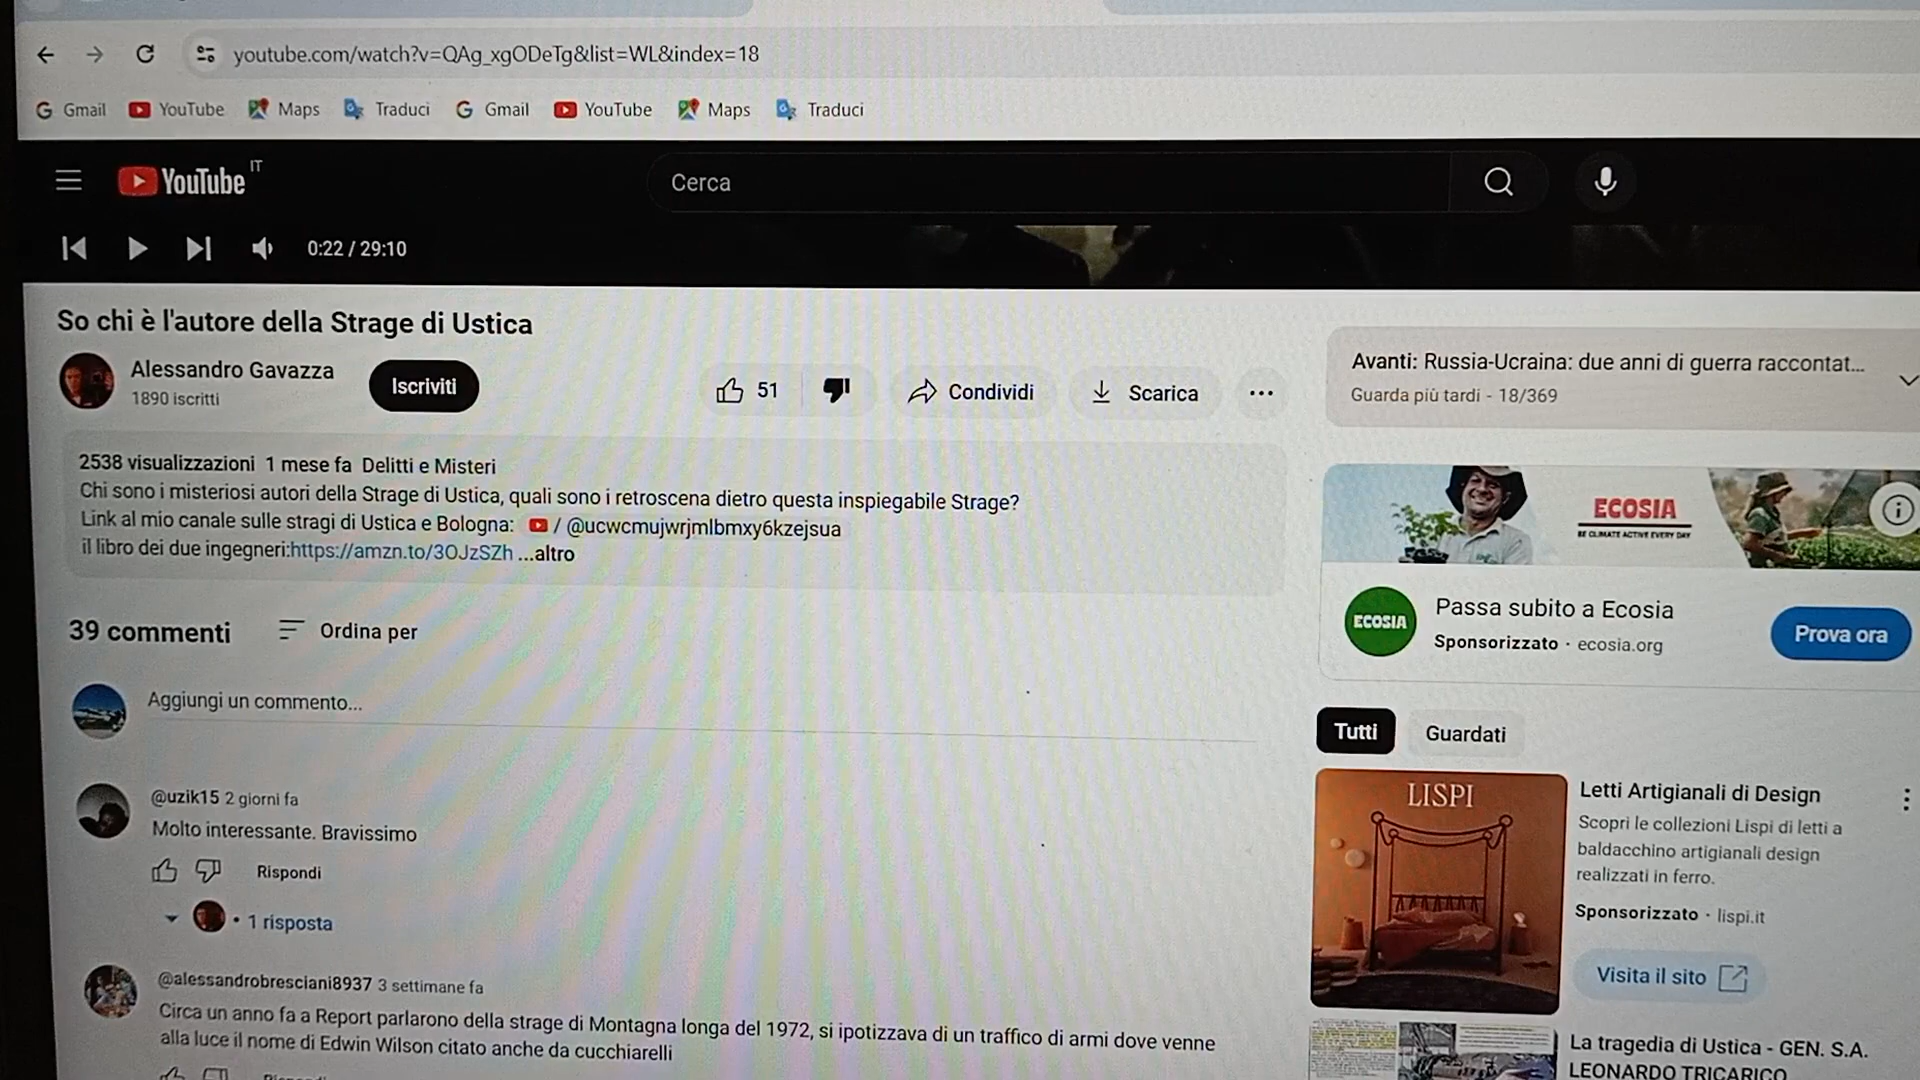 youtube.com/watch?v=QAg_xgODeTg&list=WL&index=18
Gmail YouTube Maps Traduci Gmail YouTube Maps Traduci
YouTube IT
Cerca
0:22 / 29:10
So chi è l'autore della Strage di Ustica
Alessandro Gavazza
1890 iscritti
Iscriviti
51
Condividi
Scarica
2538 visualizzazioni 1 mese fa Delitti e Misteri
Chi sono i misteriosi autori della Strage di Ustica, quali sono i retroscena dietro questa inspiegabile Strage?
Link al mio canale sulle stragi di Ustica e Bologna: / @ucwcmujwrjmlbmxy6kzejsua
il libro dei due ingegneri:https://amzn.to/3OJzSZh ...altro
39 commenti
Ordina per
Aggiungi un commento...
@uzik15 2 giorni fa
Molto interessante. Bravissimo
Rispondi
1 risposta
@alessandrobresciani8937 3 settimane fa
Circa un anno fa a Report parlarono della strage di Montagna longa del 1972, si ipotizzava di un traffico di armi dove venne
alla luce il nome di Edwin Wilson citato anche da cucchiarelli
Avanti: Russia-Ucraina: due anni di guerra raccontat...
Guarda più tardi - 18/369
ECOSIA
BE CLIMATE ACTIVE EVERY DAY
ECOSIA
Passa subito a Ecosia
Sponsorizzato · ecosia.org
Prova ora
Tutti
Guardati
LISPI
Letti Artigianali di Design
Scopri le collezioni Lispi di letti a
baldacchino artigianali design
realizzati in ferro.
Sponsorizzato · lispi.it
Visita il sito
La tragedia di Ustica - GEN. S.A.
LEONARDO TRICARICO